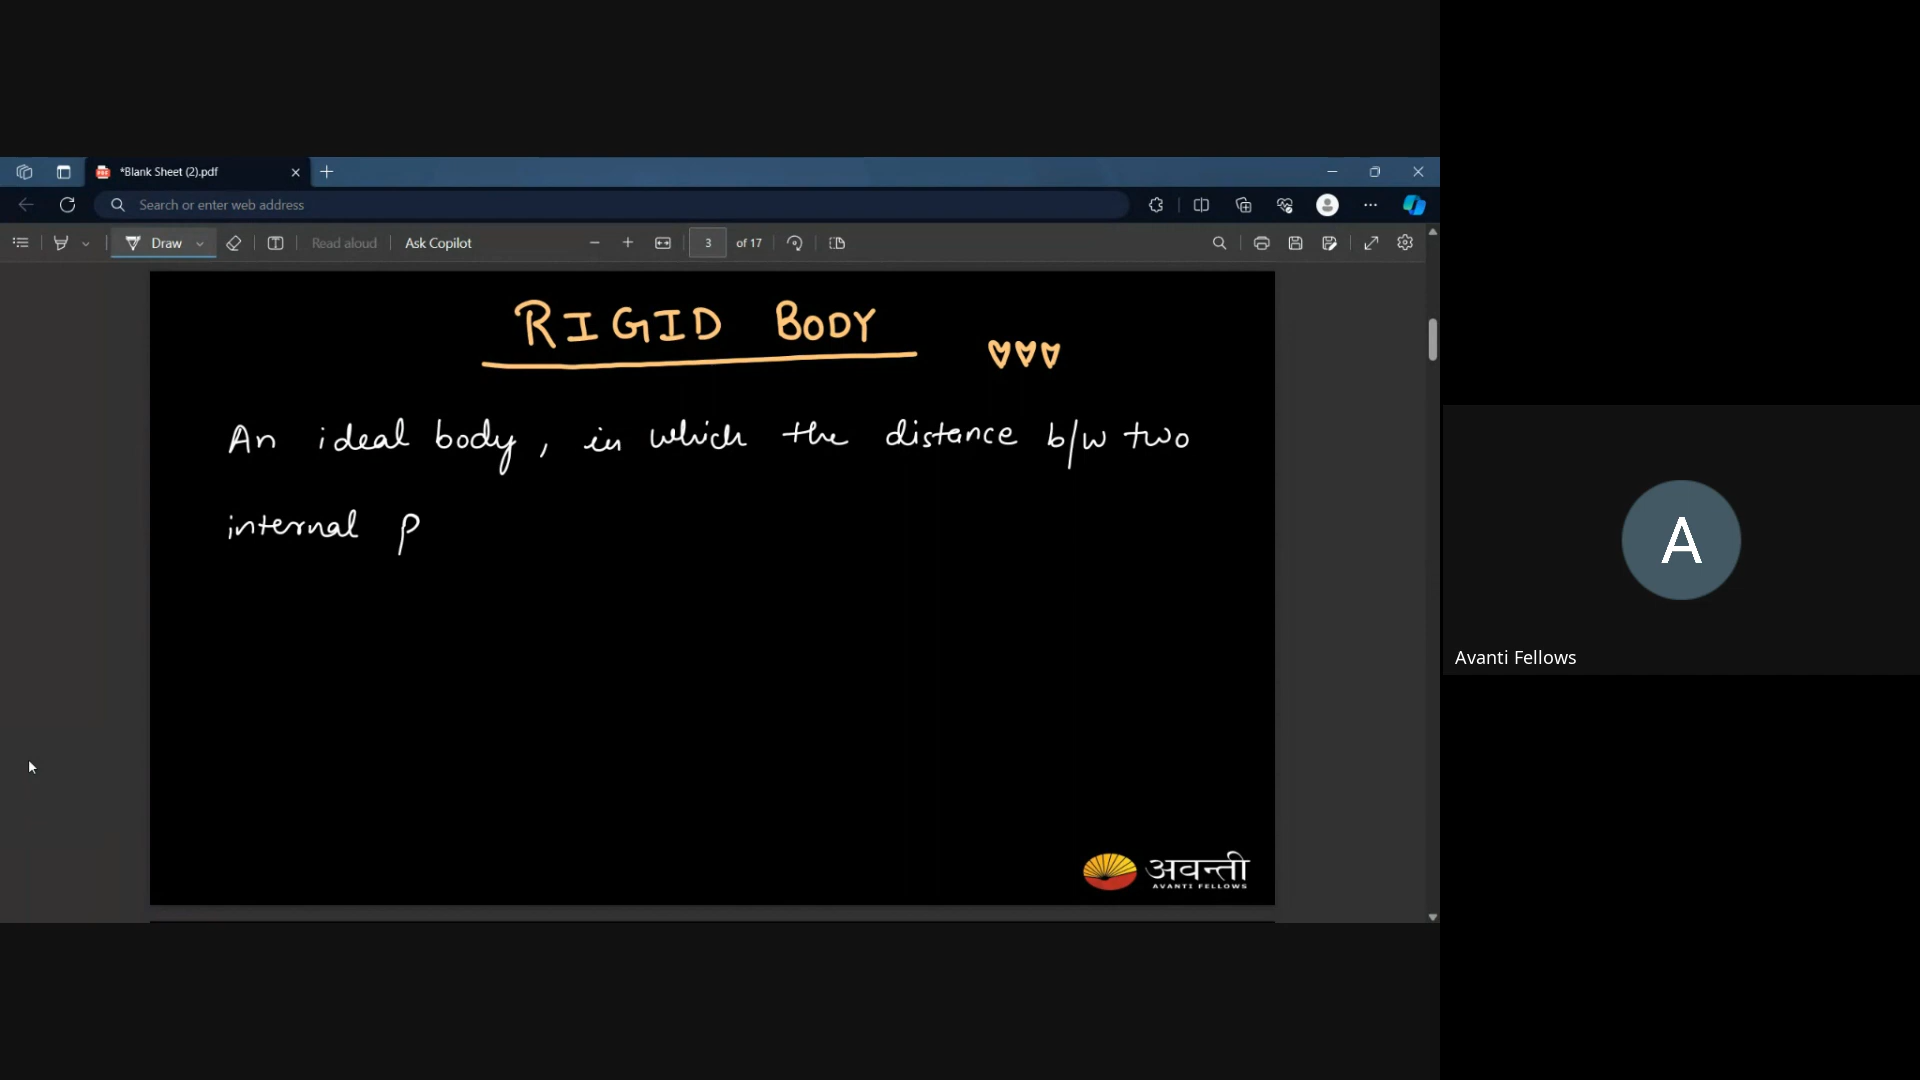 *Blank Sheet (2).pdf
Search or enter web address
Draw
Read aloud
Ask Copilot
3
of 17
RIGID BODY
An ideal body, in which the distance b/w two
internal p
अवन्ती
AVANTI FELLOWS
A
Avanti Fellows